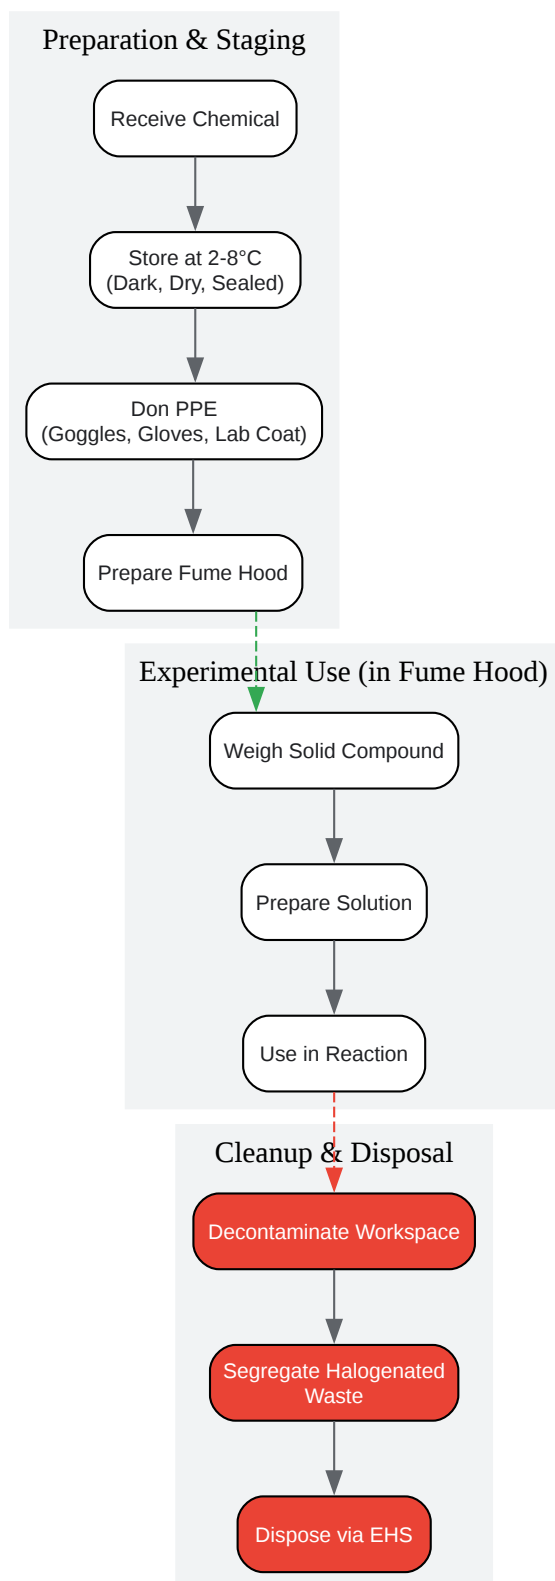 Preparation & Staging
Receive Chemical
Store at 2-8°C
(Dark, Dry, Sealed)
Don PPE
(Goggles, Gloves, Lab Coat)
Prepare Fume Hood
Experimental Use (in Fume Hood)
Weigh Solid Compound
Prepare Solution
Use in Reaction
Cleanup & Disposal
Decontaminate Workspace
Segregate Halogenated
Waste
Dispose via EHS